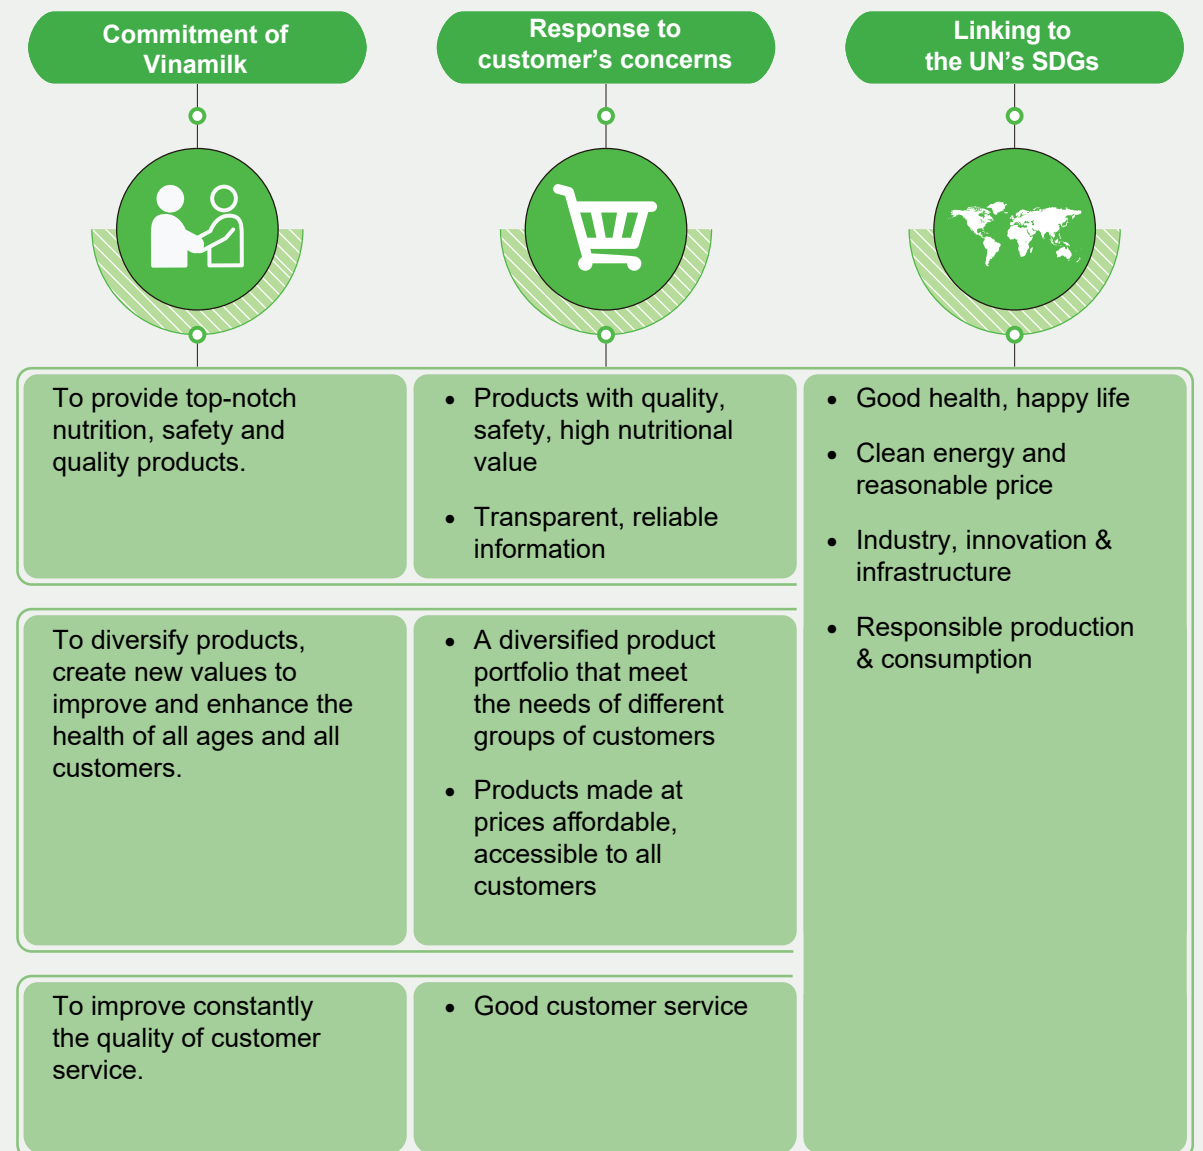 Commitment of
Vinamilk
Response to
customer's concerns
Linking to
the UN's SDGs
To provide top-notch
nutrition, safety and
quality products.
• Products with quality,
safety, high nutritional
value
• Transparent, reliable
information
• Good health, happy life
• Clean energy and
reasonable price
• Industry, innovation &
infrastructure
• Responsible production
& consumption
To diversify products,
create new values to
improve and enhance the
health of all ages and all
customers.
• A diversified product
portfolio that meet
the needs of different
groups of customers
• Products made at
prices affordable,
accessible to all
customers
To improve constantly
the quality of customer
service.
• Good customer service